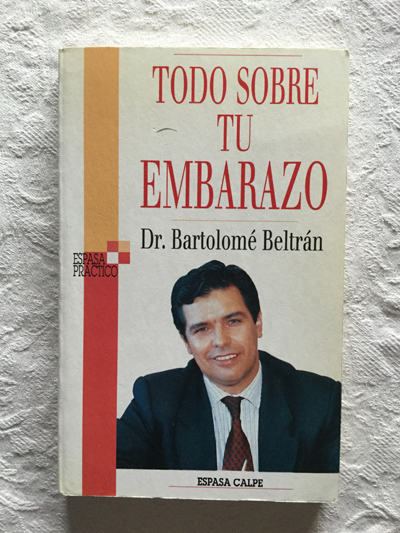 TODO SOBRE
TU
EMBARAZO
Dr. Bartolomé Beltrán
ESPASA
PRÁCTICO
ESPASA CALPE